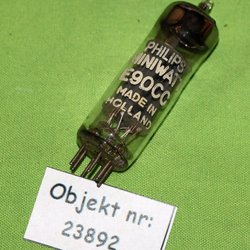 PHILIPS
MINIWATT
E90CC
MADE IN
HOLLAND
Objekt nr:
23892